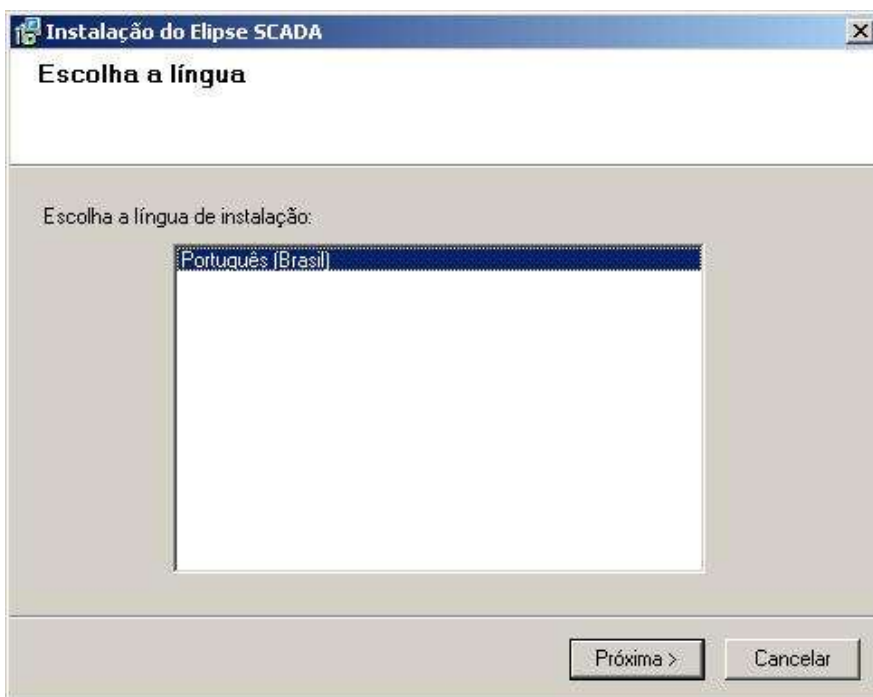 Instalação do Elipse SCADA
Escolha a língua
Escolha a língua de instalação:
Português (Brasil)
Próxima >
Cancelar